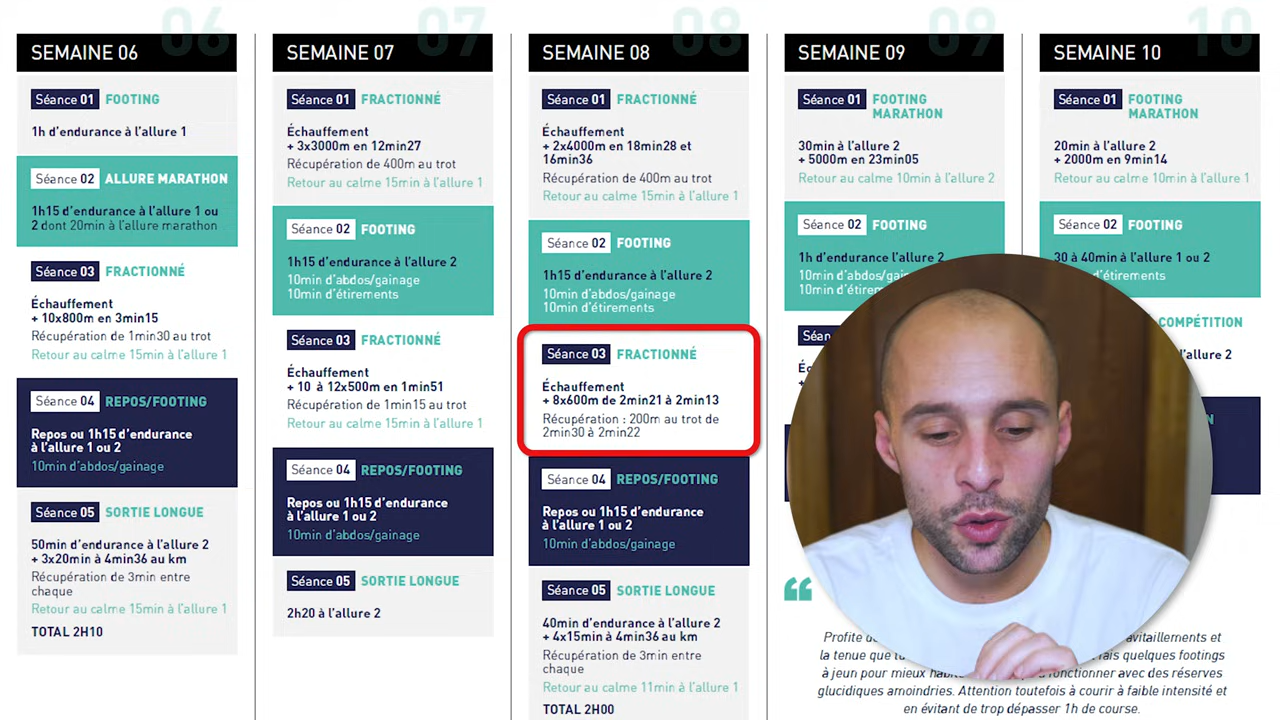 06
SEMAINE 06
Séance 01 FOOTING
1h d'endurance à l'allure 1
Séance 02 ALLURE MARATHON
1h15 d'endurance à l'allure 1 ou
2 dont 20min à l'allure marathon
Séance 03 FRACTIONNÉ
Échauffement
+ 10x800m en 3min15
Récupération de 1min30 au trot
Retour au calme 15min à l'allure 1
Séance 04 REPOS/FOOTING
Repos ou 1h15 d'endurance
à l'allure 1 ou 2
10min d'abdos/gainage
Séance 05 SORTIE LONGUE
50min d'endurance à l'allure 2
+ 3x20min à 4min36 au km
Récupération de 3min entre
chaque
Retour au calme 15min à l'allure 1
TOTAL 2H10
07
SEMAINE 07
Séance 01 FRACTIONNÉ
Échauffement
+ 3x3000m en 12min27
Récupération de 400m au trot
Retour au calme 15min à l'allure 1
Séance 02 FOOTING
1h15 d'endurance à l'allure 2
10min d'abdos/gainage
10min d'étirements
Séance 03 FRACTIONNÉ
Échauffement
+ 10 à 12x500m en 1min51
Récupération de 1min15 au trot
Retour au calme 15min à l'allure 1
Séance 04 REPOS/FOOTING
Repos ou 1h15 d'endurance
à l'allure 1 ou 2
10min d'abdos/gainage
Séance 05 SORTIE LONGUE
2h20 à l'allure 2
08
SEMAINE 08
Séance 01 FRACTIONNÉ
Échauffement
+ 2x4000m en 18min28 et
16min36
Récupération de 400m au trot
Retour au calme 15min à l'allure 1
Séance 02 FOOTING
1h15 d'endurance à l'allure 2
10min d'abdos/gainage
10min d'étirements
Séance 03 FRACTIONNÉ
Échauffement
+ 8x600m de 2min21 à 2min13
Récupération : 200m au trot de
2min30 à 2min22
Séance 04 REPOS/FOOTING
Repos ou 1h15 d'endurance
à l'allure 1 ou 2
10min d'abdos/gainage
Séance 05 SORTIE LONGUE
40min d'endurance à l'allure 2
+ 4x15min à 4min36 au km
Récupération de 3min entre
chaque
Retour au calme 11min à l'allure 1
TOTAL 2H00
09
SEMAINE 09
Séance 01 FOOTING
MARATHON
30min à l'allure 2
+ 5000m en 23min05
Retour au calme 10min à l'allure 2
Séance 02 FOOTING
1h d'endurance l'allure 2
10min d'abdos/gai
10min d'étire
10
SEMAINE 10
Séance 01 FOOTING
MARATHON
20min à l'allure 2
+ 2000m en 9min14
Retour au calme 10min à l'allure 1
Séance 02 FOOTING
30 à 40min à l'allure 1 ou 2
étirements
COMPÉTITION
allure 2
Profite avitaillements et
la tenue que quelques footings
à jeun pour mieux fonctionner avec des réserves
glucidiques amoindries. Attention toutefois à courir à faible intensité et
en évitant de trop dépasser 1h de course.